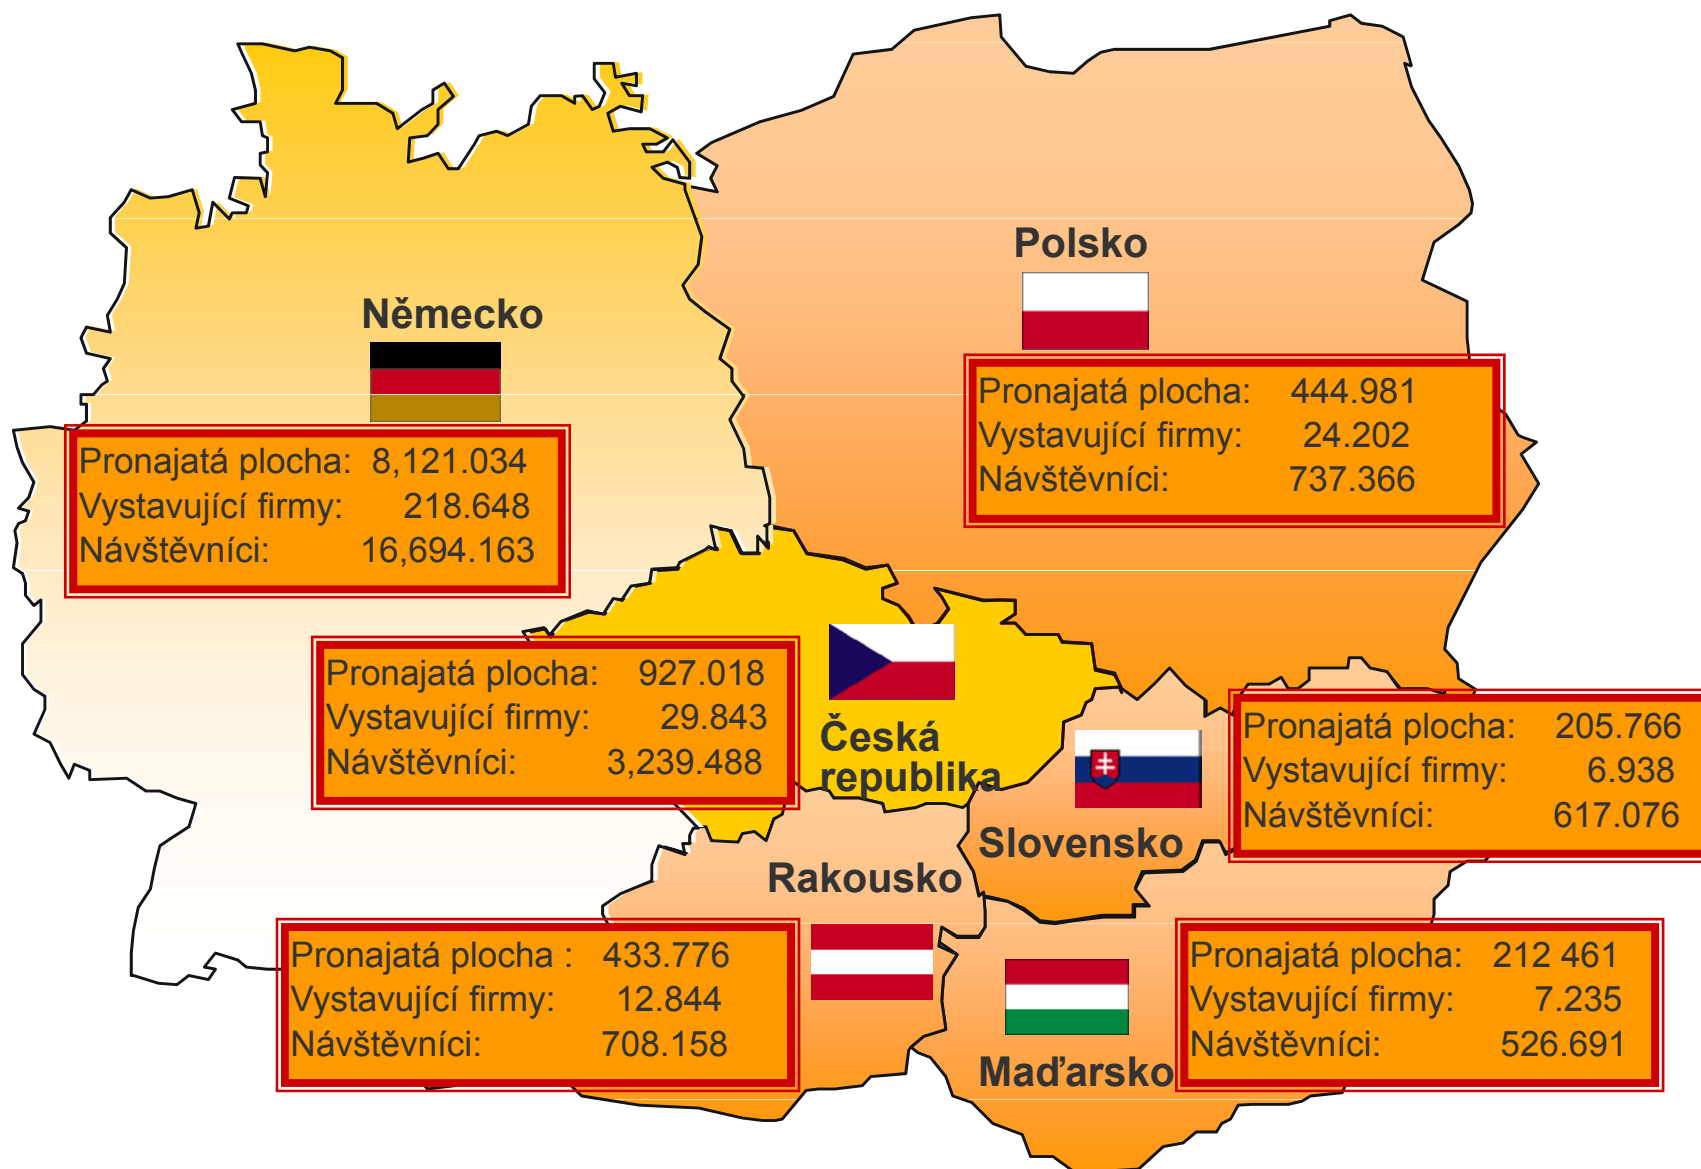 Polsko
Pronajatá plocha: 444.981
Vystavující firmy: 24.202
Návštěvníci: 737.366
Německo
Pronajatá plocha: 8,121.034
Vystavující firmy: 218.648
Návštěvníci: 16,694.163
Pronajatá plocha: 927.018
Vystavující firmy: 29.843
Návštěvníci: 3,239.488
Česká
republika
Pronajatá plocha: 205.766
Vystavující firmy: 6.938
Návštěvníci: 617.076
Slovensko
Rakousko
Pronajatá plocha : 433.776
Vystavující firmy: 12.844
Návštěvníci: 708.158
Pronajatá plocha: 212 461
Vystavující firmy: 7.235
Návštěvníci: 526.691
Maďarsko